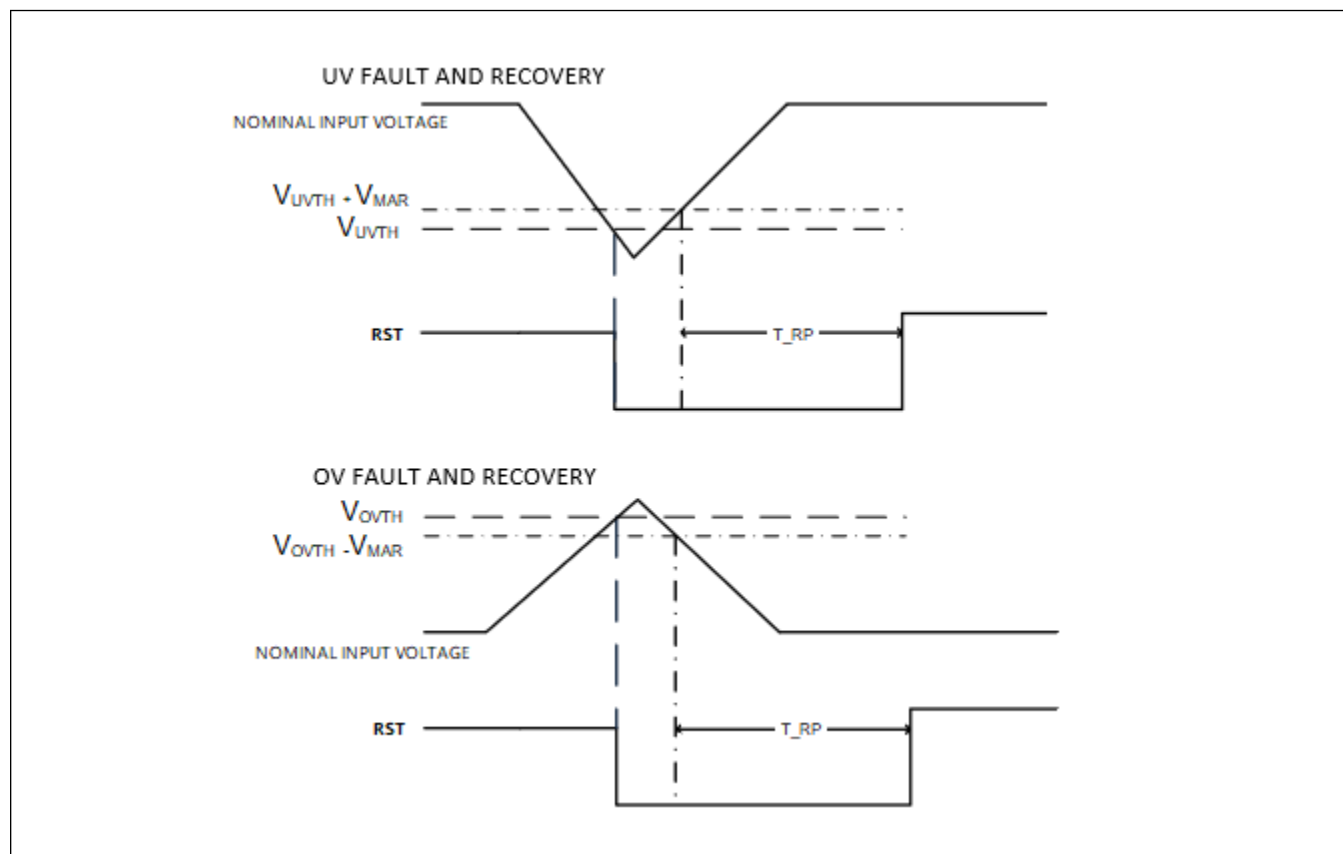 UV FAULT AND RECOVERY
NOMINAL INPUT VOLTAGE
VUVTH + VMAR
VUVTH
RST
T_RP
OV FAULT AND RECOVERY
VOVTH
VOVTH -VMAR
NOMINAL INPUT VOLTAGE
RST
T_RP